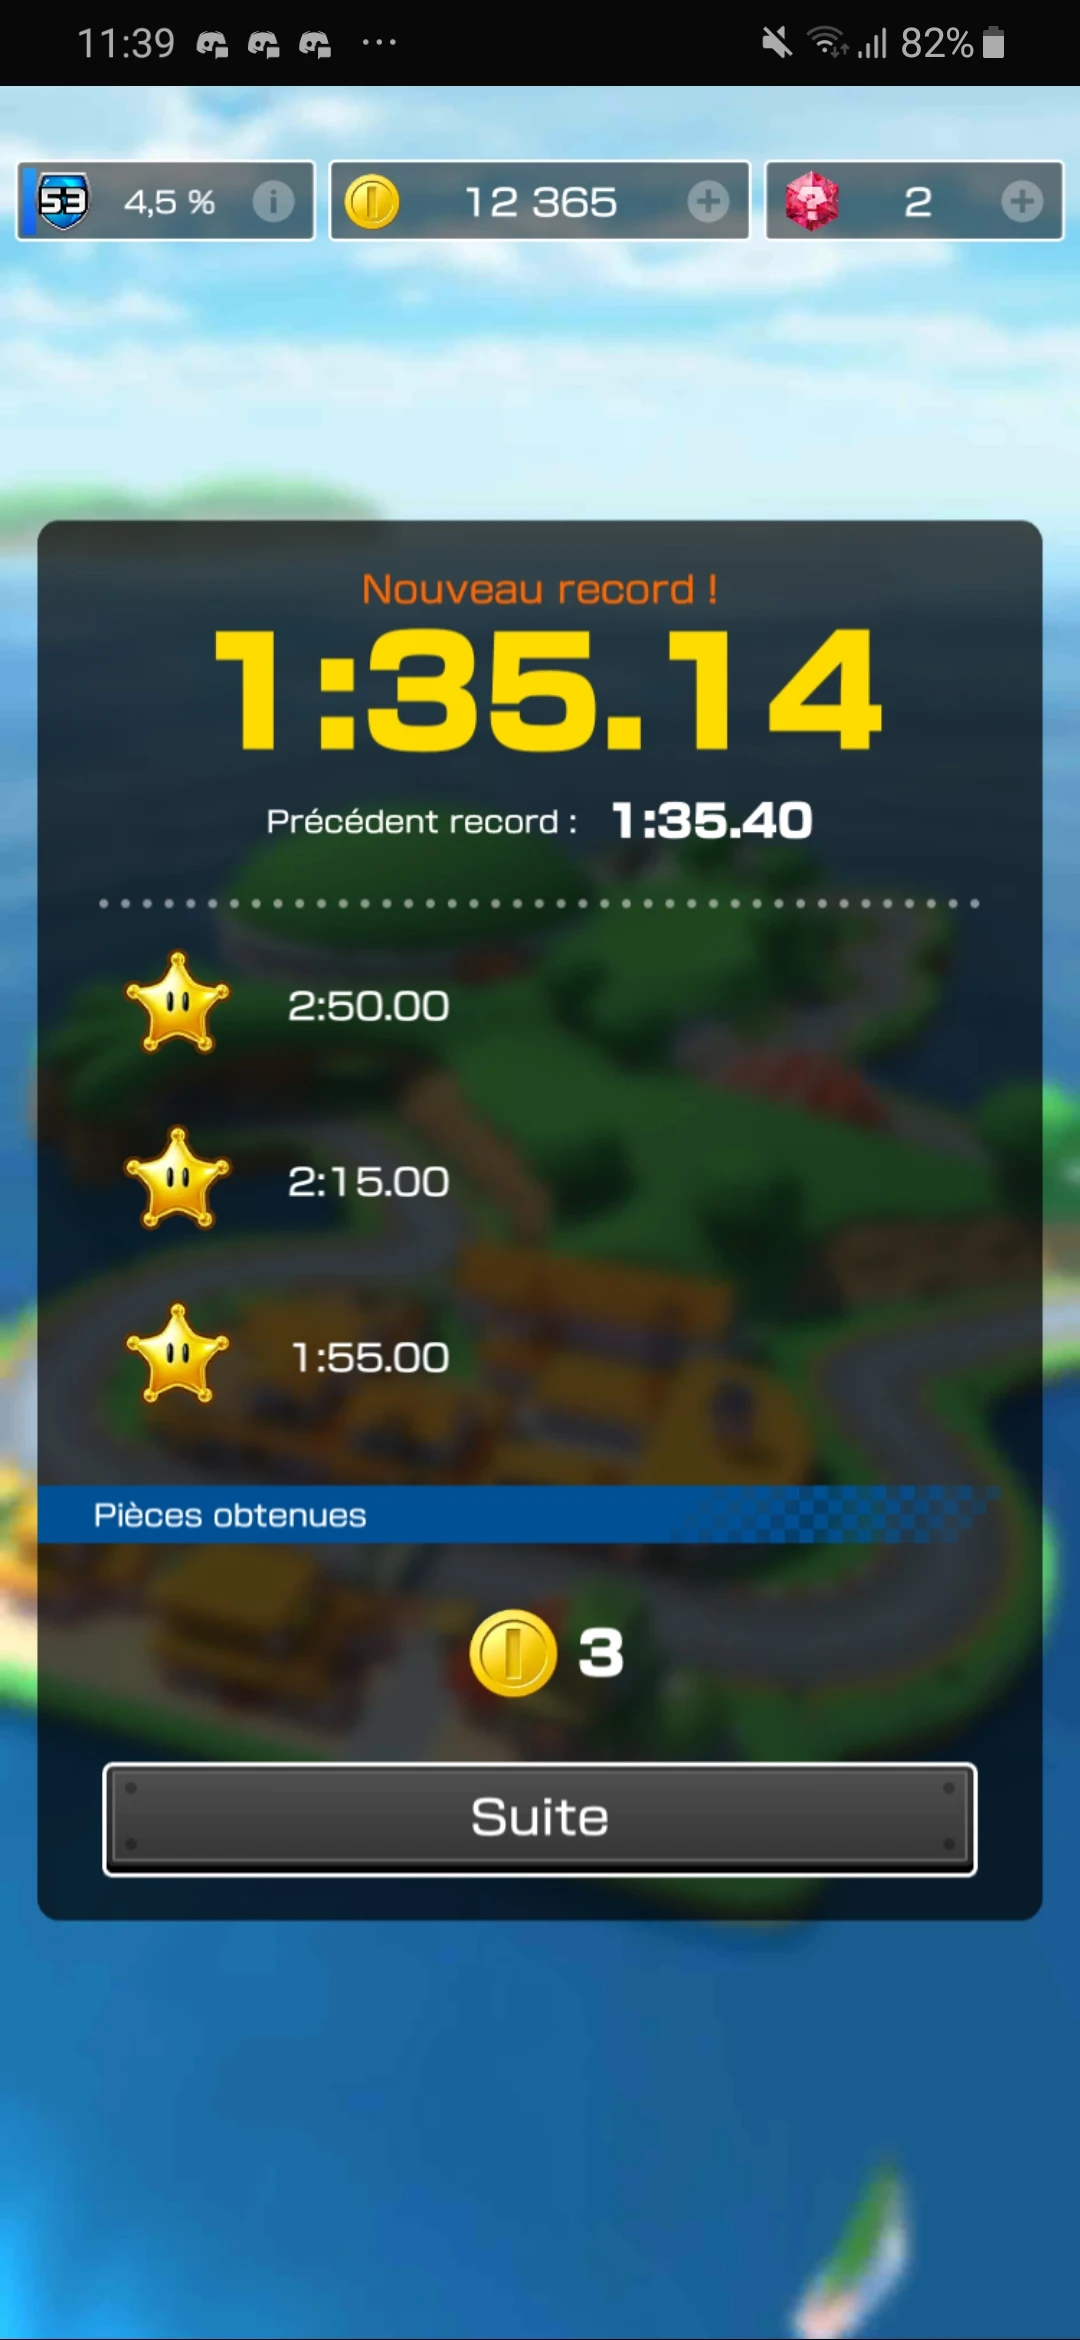 11:39 ... 82%
53 4,5 % i 12 365 + 2 +
Nouveau record !
1:35.14
Précédent record : 1:35.40
2:50.00
2:15.00
1:55.00
Pièces obtenues
3
Suite